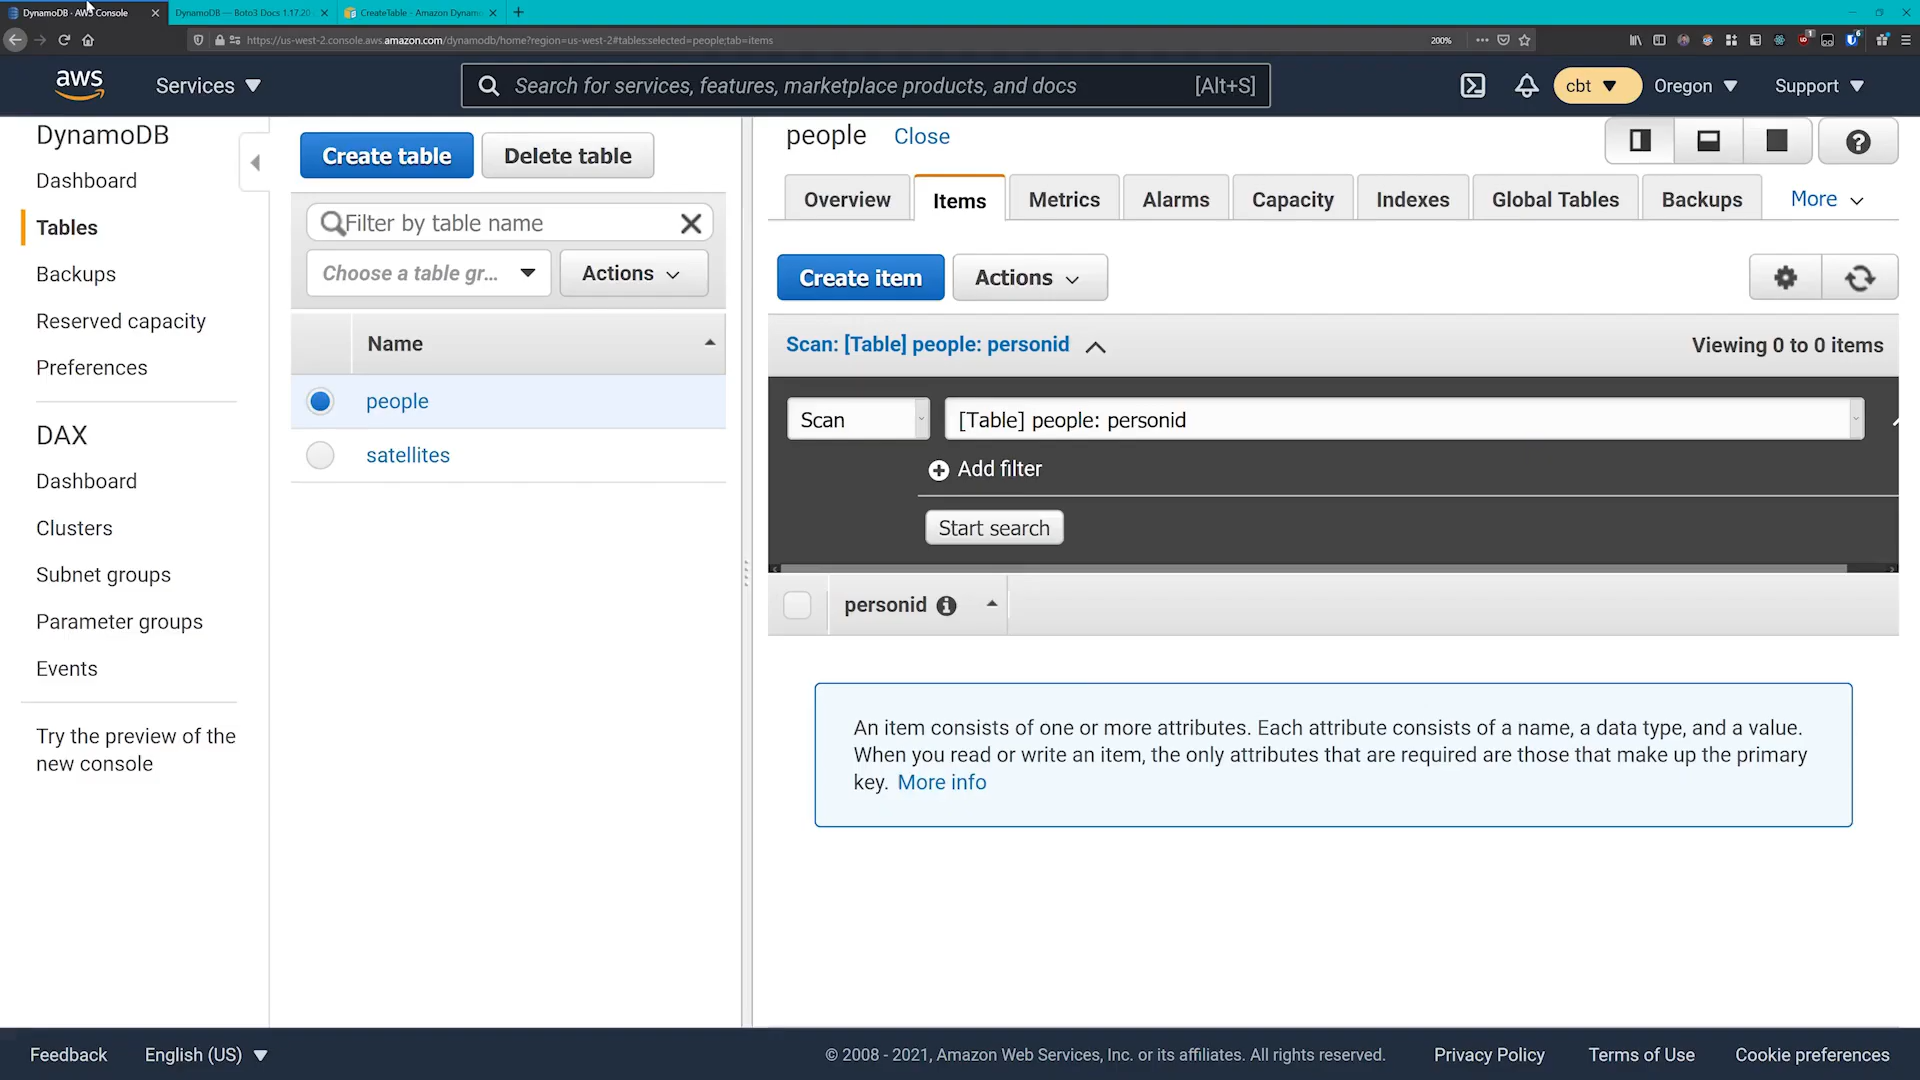 DynamoDB - AWS Console
DynamoDB — Boto3 Docs 1.17.20
CreateTable - Amazon Dynam
https://us-west-2.console.aws.amazon.com/dynamodb/home?region=us-west-2#tables:selected=people;tab=items
200%
aws
Services
Search for services, features, marketplace products, and docs
[Alt+S]
cbt
Oregon
Support
DynamoDB
Dashboard
Tables
Backups
Reserved capacity
Preferences
DAX
Dashboard
Clusters
Subnet groups
Parameter groups
Events
Try the preview of the
new console
Create table
Delete table
Filter by table name
Choose a table gr...
Actions
Name
people
satellites
people
Close
Overview
Items
Metrics
Alarms
Capacity
Indexes
Global Tables
Backups
More
Create item
Actions
Scan: [Table] people: personid
Viewing 0 to 0 items
Scan
[Table] people: personid
Add filter
Start search
personid
An item consists of one or more attributes. Each attribute consists of a name, a data type, and a value.
When you read or write an item, the only attributes that are required are those that make up the primary
key. More info
Feedback
English (US)
© 2008 - 2021, Amazon Web Services, Inc. or its affiliates. All rights reserved.
Privacy Policy
Terms of Use
Cookie preferences